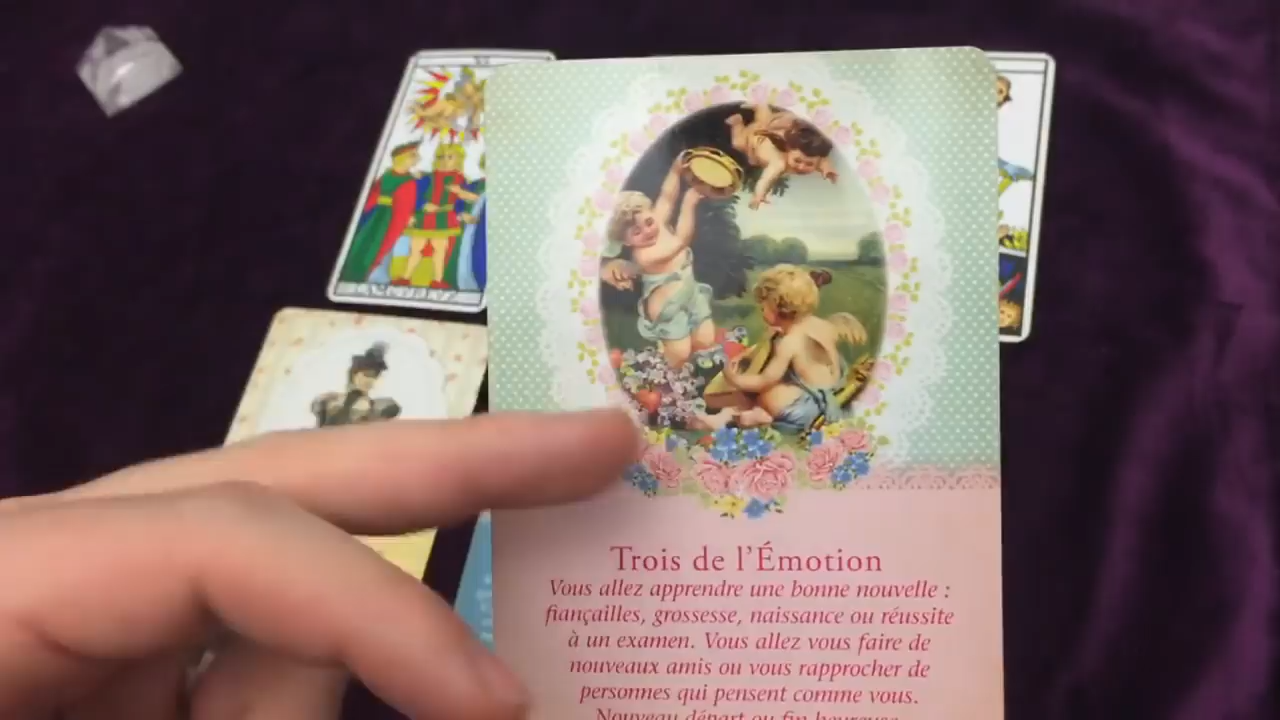 Trois de l'Émotion
Vous allez apprendre une bonne nouvelle :
fiançailles, grossesse, naissance ou réussite
à un examen. Vous allez vous faire de
nouveaux amis ou vous rapprocher de
personnes qui pensent comme vous.
Nouveau départ ou fin heureuse